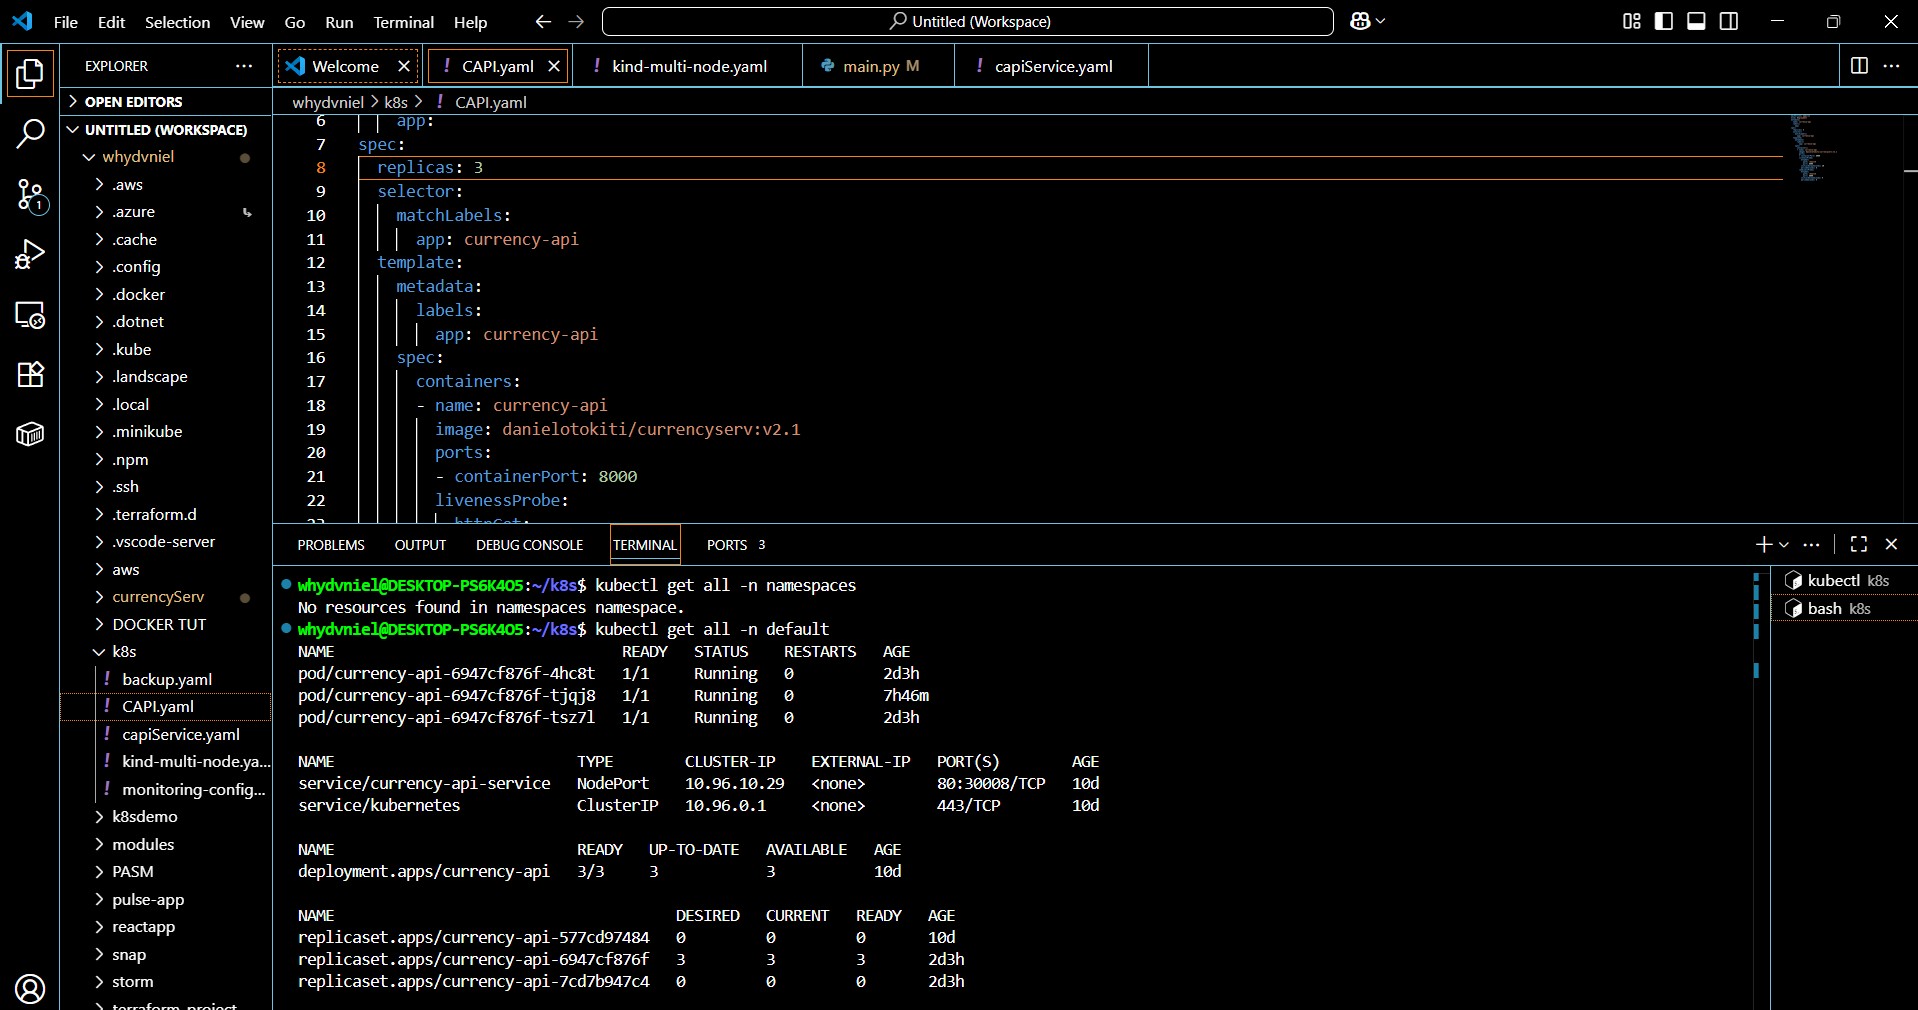 File Edit Selection View Go Run Terminal Help
Untitled (Workspace)
EXPLORER
OPEN EDITORS
UNTITLED (WORKSPACE)
whydvniel
.aws
.azure
.cache
.config
.docker
.dotnet
.kube
.landscape
.local
.minikube
.npm
.ssh
.terraform.d
.vscode-server
aws
currencyServ
DOCKER TUT
k8s
! backup.yaml
! CAPI.yaml
! capiService.yaml
! kind-multi-node.ya...
! monitoring-config...
k8sdemo
modules
PASM
pulse-app
reactapp
snap
storm
terraform project
1
Welcome
! CAPI.yaml
! kind-multi-node.yaml
main.py M
! capiService.yaml
whydvniel > k8s > ! CAPI.yaml
6 app:
7 spec:
8 replicas: 3
9 selector:
10 matchLabels:
11 app: currency-api
12 template:
13 metadata:
14 labels:
15 app: currency-api
16 spec:
17 containers:
18 - name: currency-api
19 image: danielotokiti/currencyserv:v2.1
20 ports:
21 - containerPort: 8000
22 livenessProbe:
23 httpGet:
PROBLEMS OUTPUT DEBUG CONSOLE TERMINAL PORTS 3
whydvniel@DESKTOP-PS6K4O5:~/k8s$ kubectl get all -n namespaces
No resources found in namespaces namespace.
whydvniel@DESKTOP-PS6K4O5:~/k8s$ kubectl get all -n default
NAME READY STATUS RESTARTS AGE
pod/currency-api-6947cf876f-4hc8t 1/1 Running 0 2d3h
pod/currency-api-6947cf876f-tjqj8 1/1 Running 0 7h46m
pod/currency-api-6947cf876f-tsz7l 1/1 Running 0 2d3h
NAME TYPE CLUSTER-IP EXTERNAL-IP PORT(S) AGE
service/currency-api-service NodePort 10.96.10.29 <none> 80:30008/TCP 10d
service/kubernetes ClusterIP 10.96.0.1 <none> 443/TCP 10d
NAME READY UP-TO-DATE AVAILABLE AGE
deployment.apps/currency-api 3/3 3 3 10d
NAME DESIRED CURRENT READY AGE
replicaset.apps/currency-api-577cd97484 0 0 0 10d
replicaset.apps/currency-api-6947cf876f 3 3 3 2d3h
replicaset.apps/currency-api-7cd7b947c4 0 0 0 2d3h
kubectl k8s
bash k8s